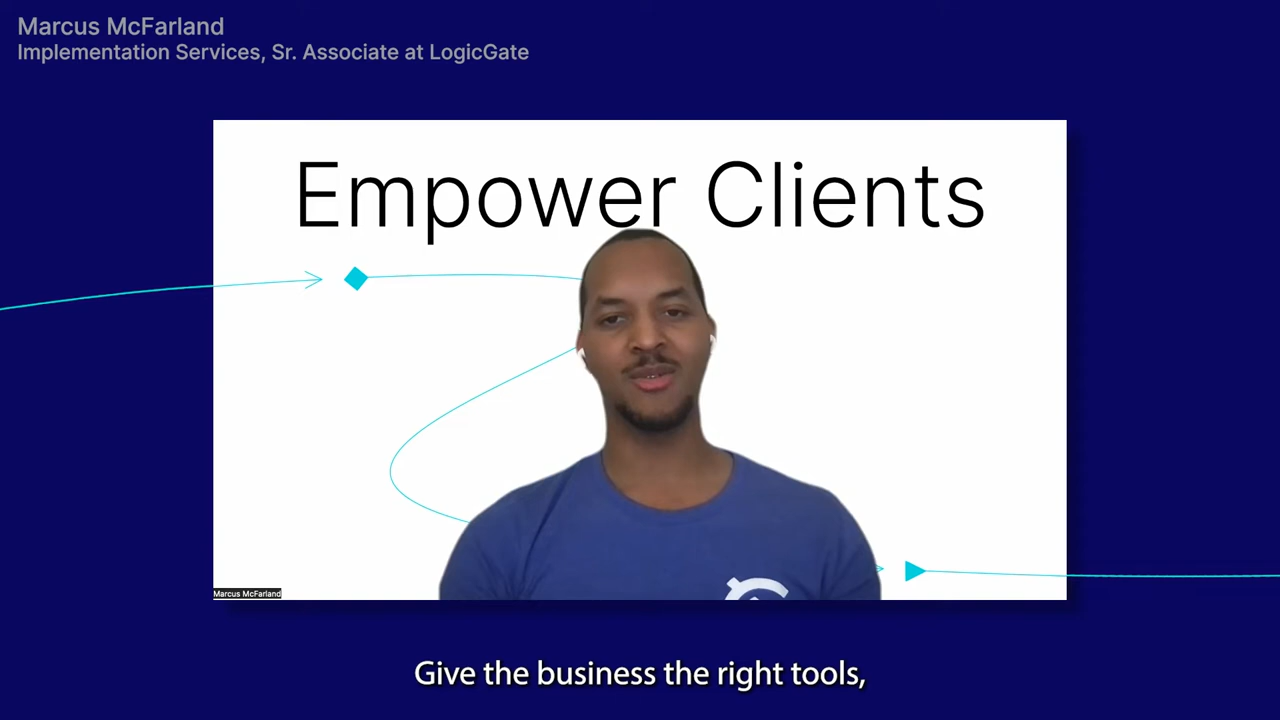 Marcus McFarland
Implementation Services, Sr. Associate at LogicGate
Empower Clients
Marcus McFarland
Give the business the right tools,